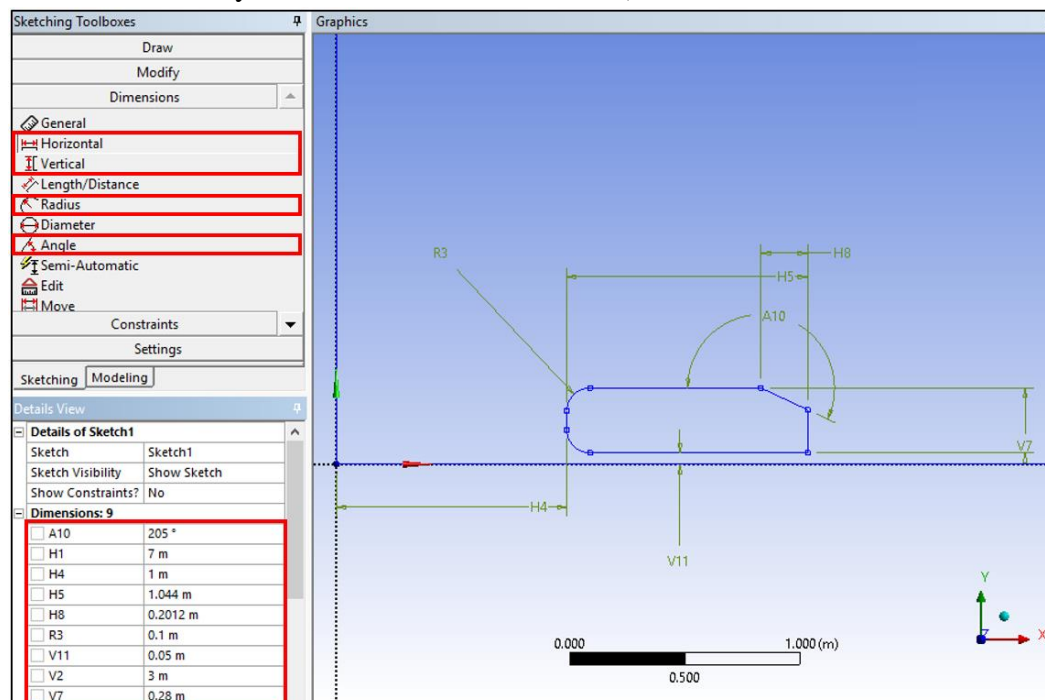 Sketching Toolboxes
Graphics
Draw
Modify
Dimensions
General
Horizontal
Vertical
Length/Distance
Radius
Diameter
Angle
Semi-Automatic
Edit
Move
Constraints
Settings
Sketching Modeling
Details View
Details of Sketch1
Sketch Sketch1
Sketch Visibility Show Sketch
Show Constraints? No
Dimensions: 9
A10 205 °
H1 7 m
H4 1 m
H5 1.044 m
H8 0.2012 m
R3 0.1 m
V11 0.05 m
V2 3 m
V7 0.28 m
R3
H8
H5
A10
V7
H4
V11
Y
Z
X
0.000 1.000 (m)
0.500